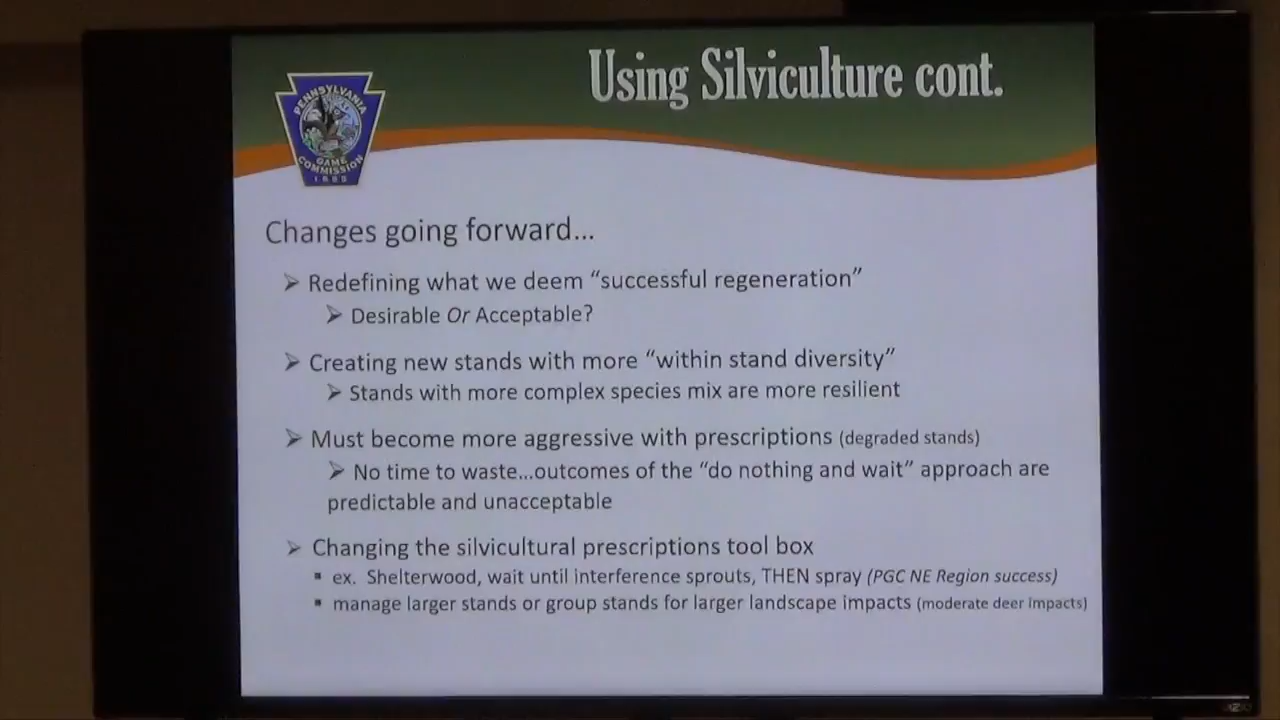 Using Silviculture cont.
PENNSYLVANIA
GAME
COMMISSION
Changes going forward...
➢ Redefining what we deem “successful regeneration”
➢ Desirable Or Acceptable?
➢ Creating new stands with more “within stand diversity”
➢ Stands with more complex species mix are more resilient
➢ Must become more aggressive with prescriptions (degraded stands)
➢ No time to waste...outcomes of the “do nothing and wait” approach are
predictable and unacceptable
➢ Changing the silvicultural prescriptions tool box
▪ ex. Shelterwood, wait until interference sprouts, THEN spray (PGC NE Region success)
▪ manage larger stands or group stands for larger landscape impacts (moderate deer impacts)
VIZIO